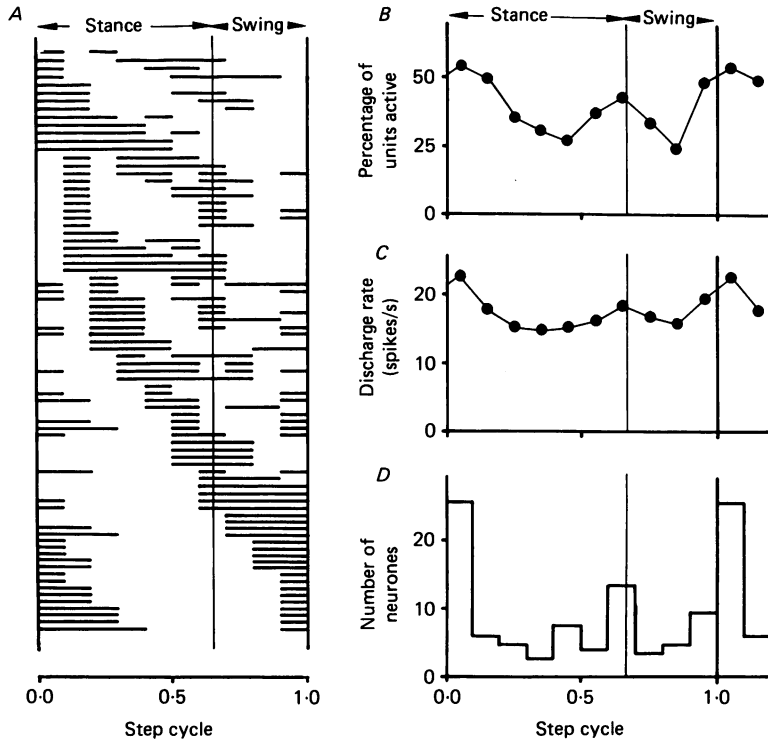 A
Stance
Swing
0·0
0·5
1·0
Step cycle
B
Stance
Swing
Percentage of
units active
50
25
0
C
Discharge rate
(spikes/s)
20
10
0
D
Number of
neurones
20
10
0
0·0
0·5
1·0
Step cycle